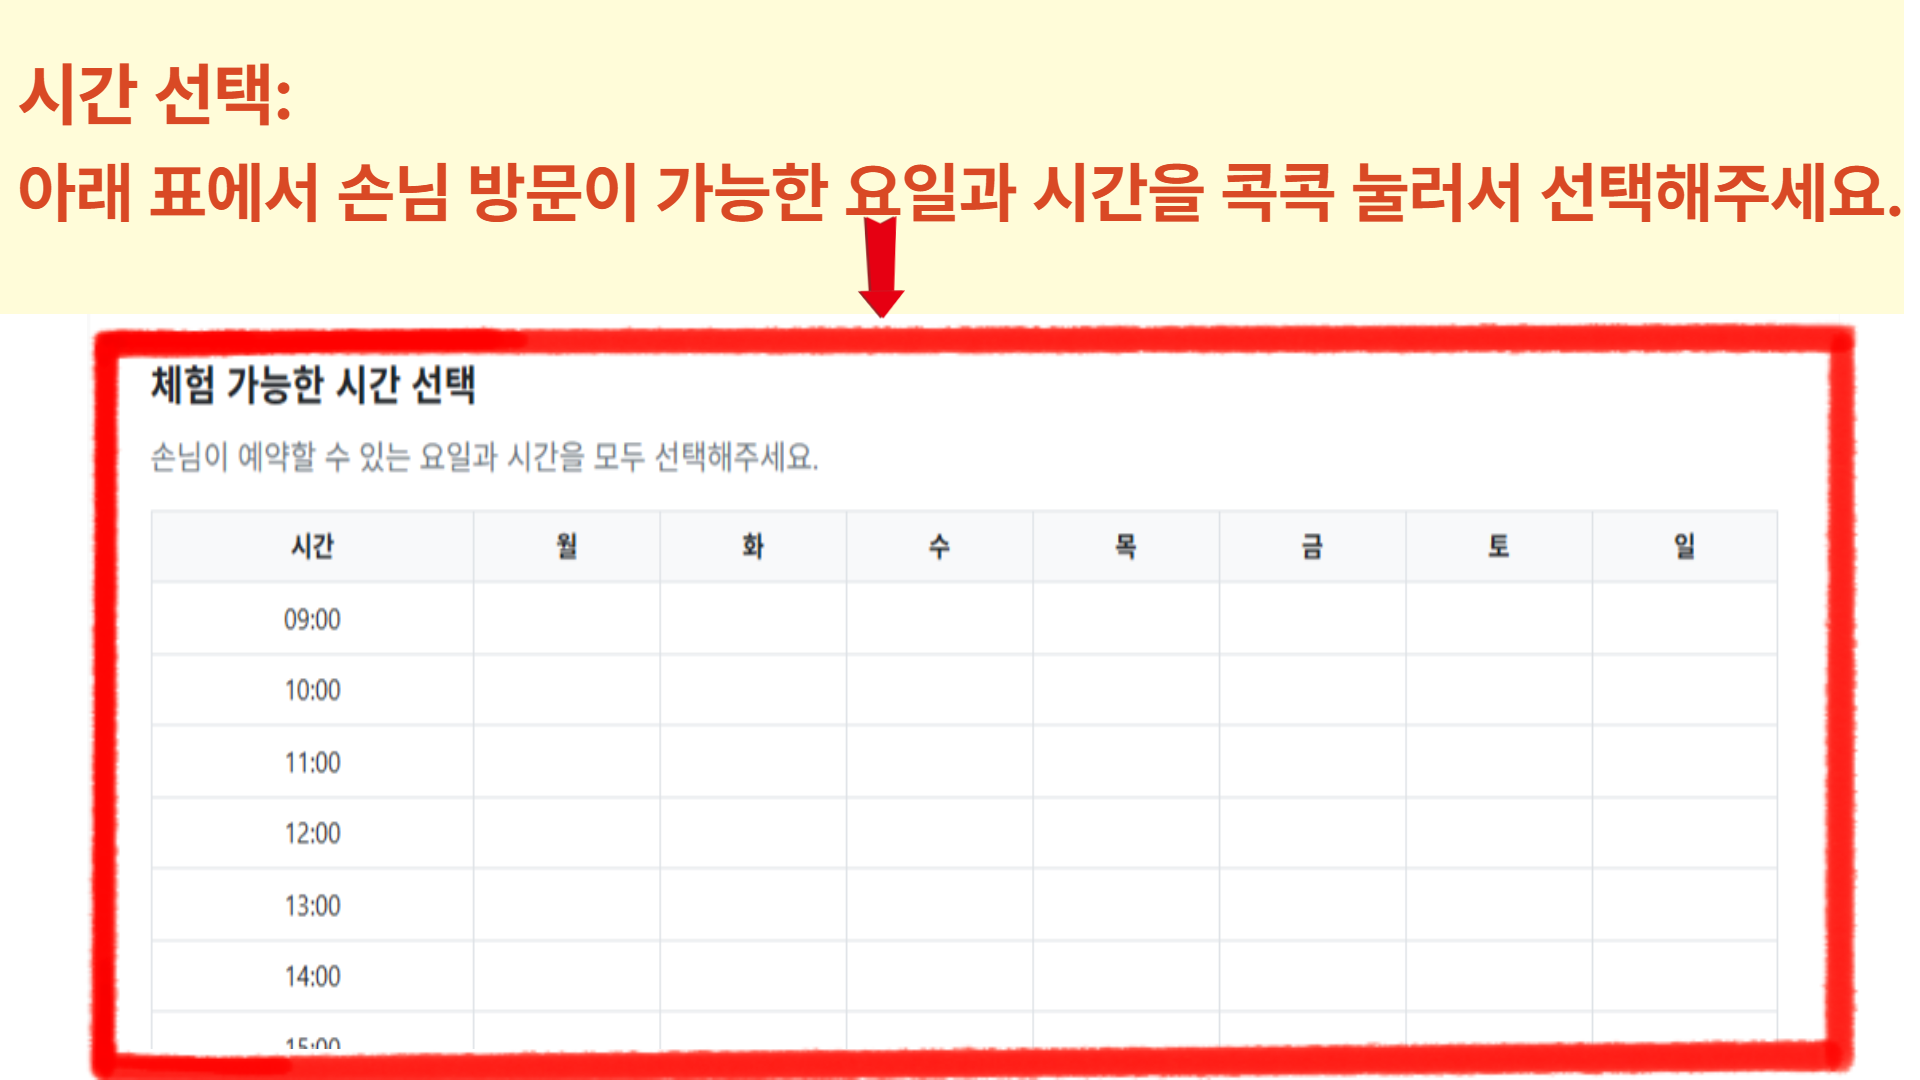 시간 선택:
아래 표에서 손님 방문이 가능한 요일과 시간을 콕콕 눌러서 선택해주세요.
체험 가능한 시간 선택
손님이 예약할 수 있는 요일과 시간을 모두 선택해주세요.
시간 월 화 수 목 금 토 일
09:00
10:00
11:00
12:00
13:00
14:00
15:00